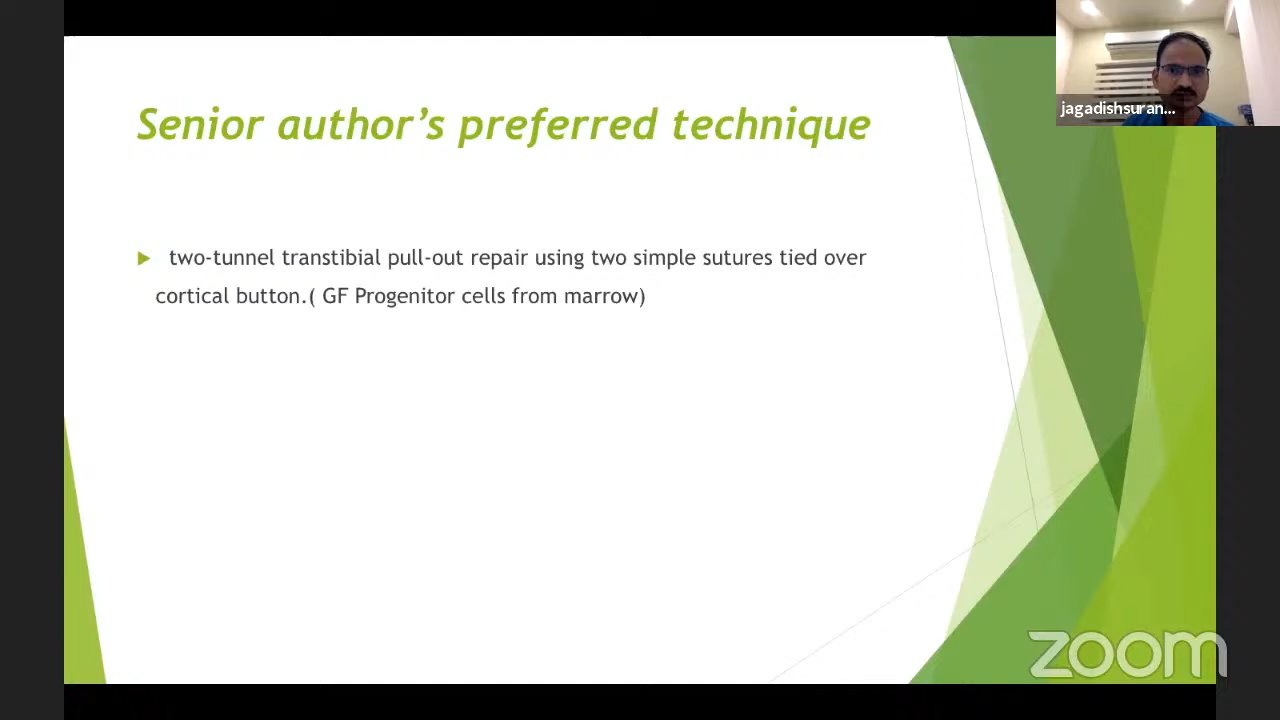 jagadishsuran...
Senior author’s preferred technique
two-tunnel transtibial pull-out repair using two simple sutures tied over
cortical button.( GF Progenitor cells from marrow)
zoom